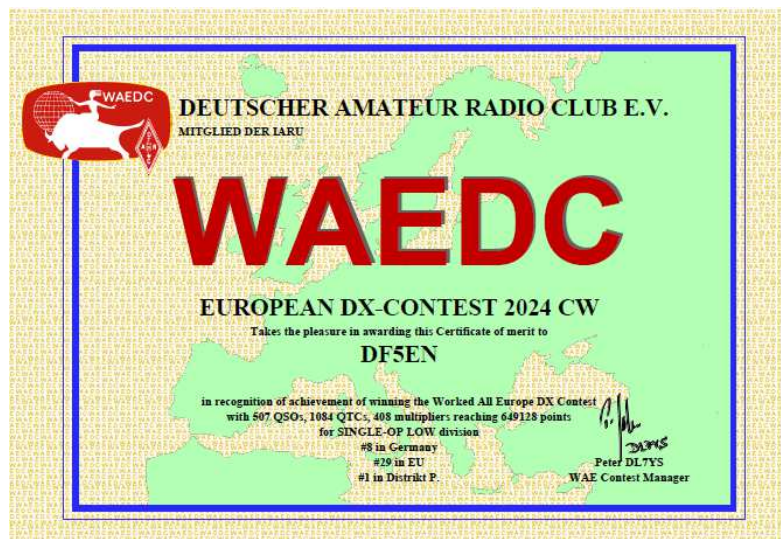 WAEDC
DEUTSCHER AMATEUR RADIO CLUB E.V.
MITGLIED DER IARU
WAEDC
EUROPEAN DX-CONTEST 2024 CW
Takes the pleasure in awarding this Certificate of merit to
DF5EN
in recognition of achievement of winning the Worked All Europe DX Contest
with 507 QSOs, 1084 QTCs, 408 multipliers reaching 649128 points
for SINGLE-OP LOW division
#8 in Germany
#29 in EU
#1 in Distrikt P.
DL7YS
Peter DL7YS
WAE Contest Manager